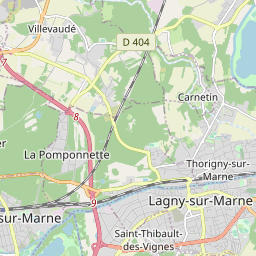 Villevaudé
D 404
7
Carnetin
8
La Pomponnette
Thorigny-sur-
Marne
9
Lagny-sur-Marne
sur-Marne
Saint-Thibault-
des-Vignes